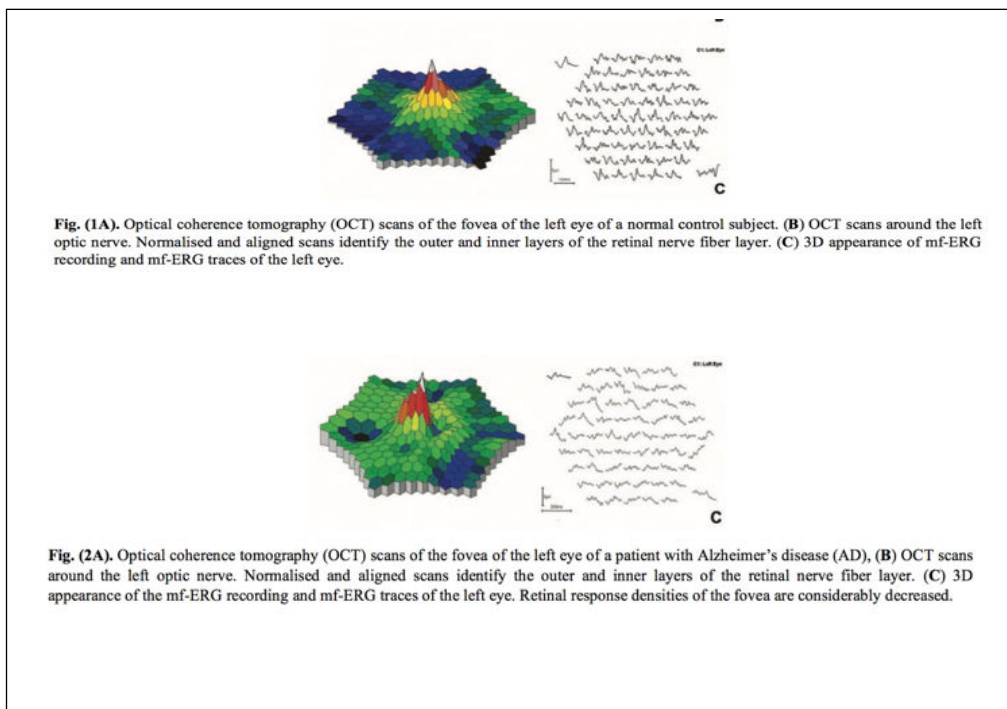 C1: Left Eye
C
Fig. (1A). Optical coherence tomography (OCT) scans of the fovea of the left eye of a normal control subject. (B) OCT scans around the left
optic nerve. Normalised and aligned scans identify the outer and inner layers of the retinal nerve fiber layer. (C) 3D appearance of mf-ERG
recording and mf-ERG traces of the left eye.
C1: Left Eye
C
Fig. (2A). Optical coherence tomography (OCT) scans of the fovea of the left eye of a patient with Alzheimer's disease (AD), (B) OCT scans
around the left optic nerve. Normalised and aligned scans identify the outer and inner layers of the retinal nerve fiber layer. (C) 3D
appearance of the mf-ERG recording and mf-ERG traces of the left eye. Retinal response densities of the fovea are considerably decreased.